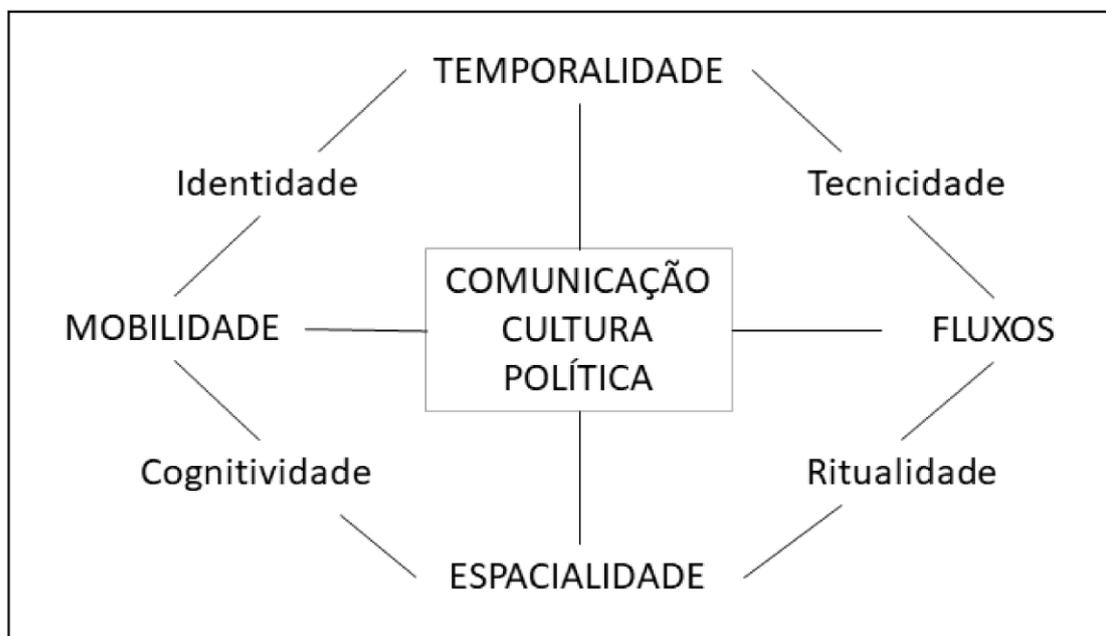 TEMPORALIDADE
Identidade
Tecnicidade
COMUNICAÇÃO
MOBILIDADE
CULTURA
FLUXOS
POLÍTICA
Cognitividade
Ritualidade
ESPACIALIDADE